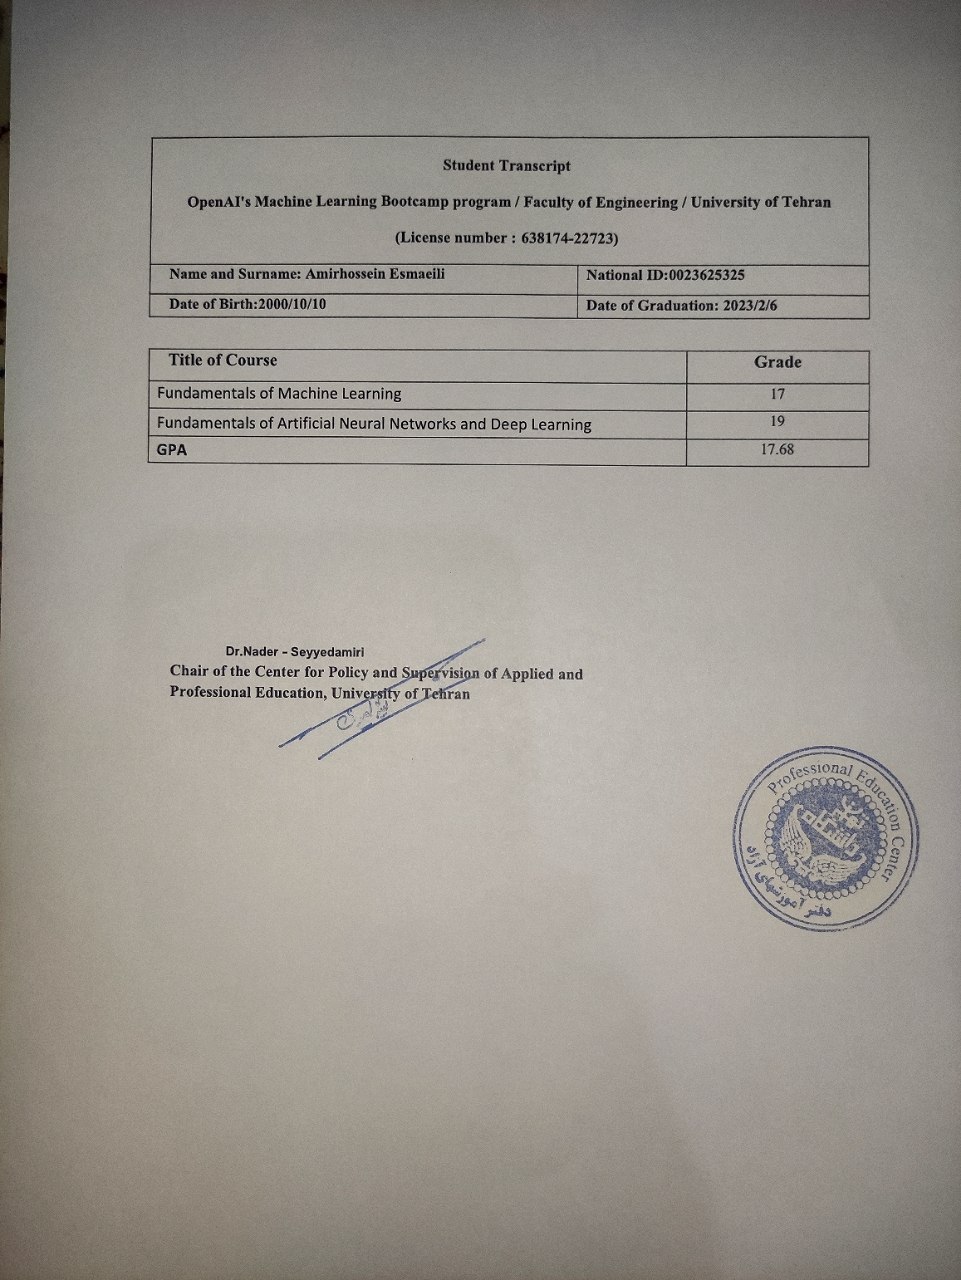 Student Transcript
OpenAI's Machine Learning Bootcamp program / Faculty of Engineering / University of Tehran
(License number : 638174-22723)
Name and Surname: Amirhossein Esmaeili National ID:0023625325
Date of Birth:2000/10/10 Date of Graduation: 2023/2/6
Title of Course Grade
Fundamentals of Machine Learning 17
Fundamentals of Artificial Neural Networks and Deep Learning 19
GPA 17.68
Dr.Nader - Seyyedamiri
Chair of the Center for Policy and Supervision of Applied and
Professional Education, University of Tehran
Professional Education Center
دفتر آموزشهای آزاد